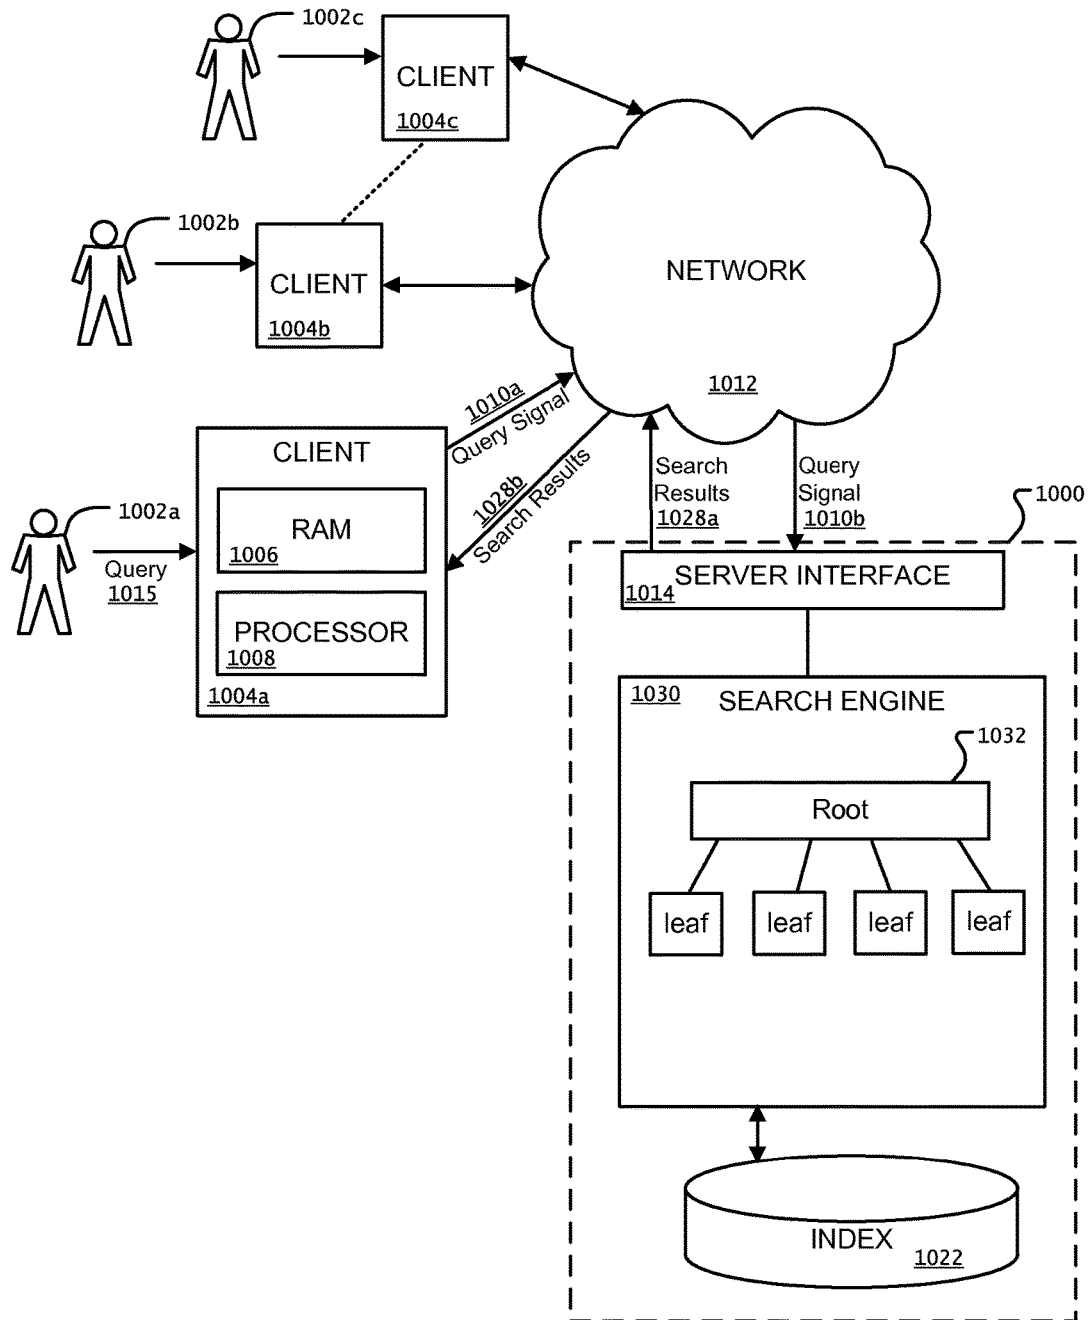 1002c
CLIENT
1004c
1002b
CLIENT
1004b
NETWORK
1012
1010a
Query Signal
1028b
Search Results
CLIENT
RAM
1006
PROCESSOR
1008
1004a
1002a
Query
1015
Search
Results
1028a
Query
Signal
1010b
1000
SERVER INTERFACE
1014
1030
SEARCH ENGINE
1032
Root
leaf
leaf
leaf
leaf
INDEX
1022